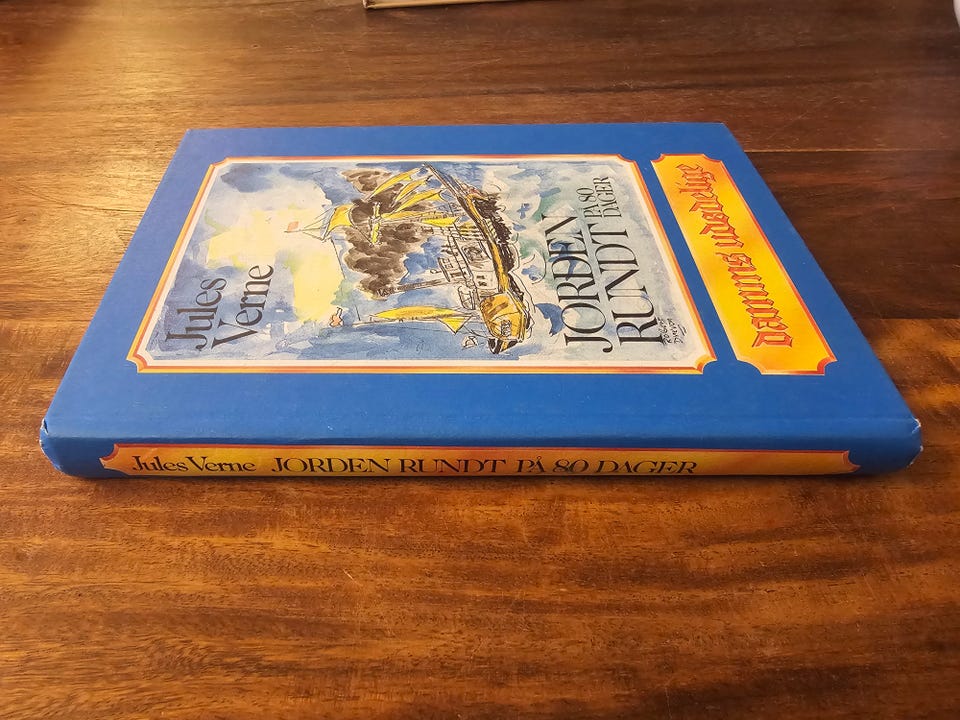 Jules
Verne
JORDEN
RUNDT
PÅ 80
DAGER
Damms udødelige
Jules Verne JORDEN RUNDT PÅ 80 DAGER